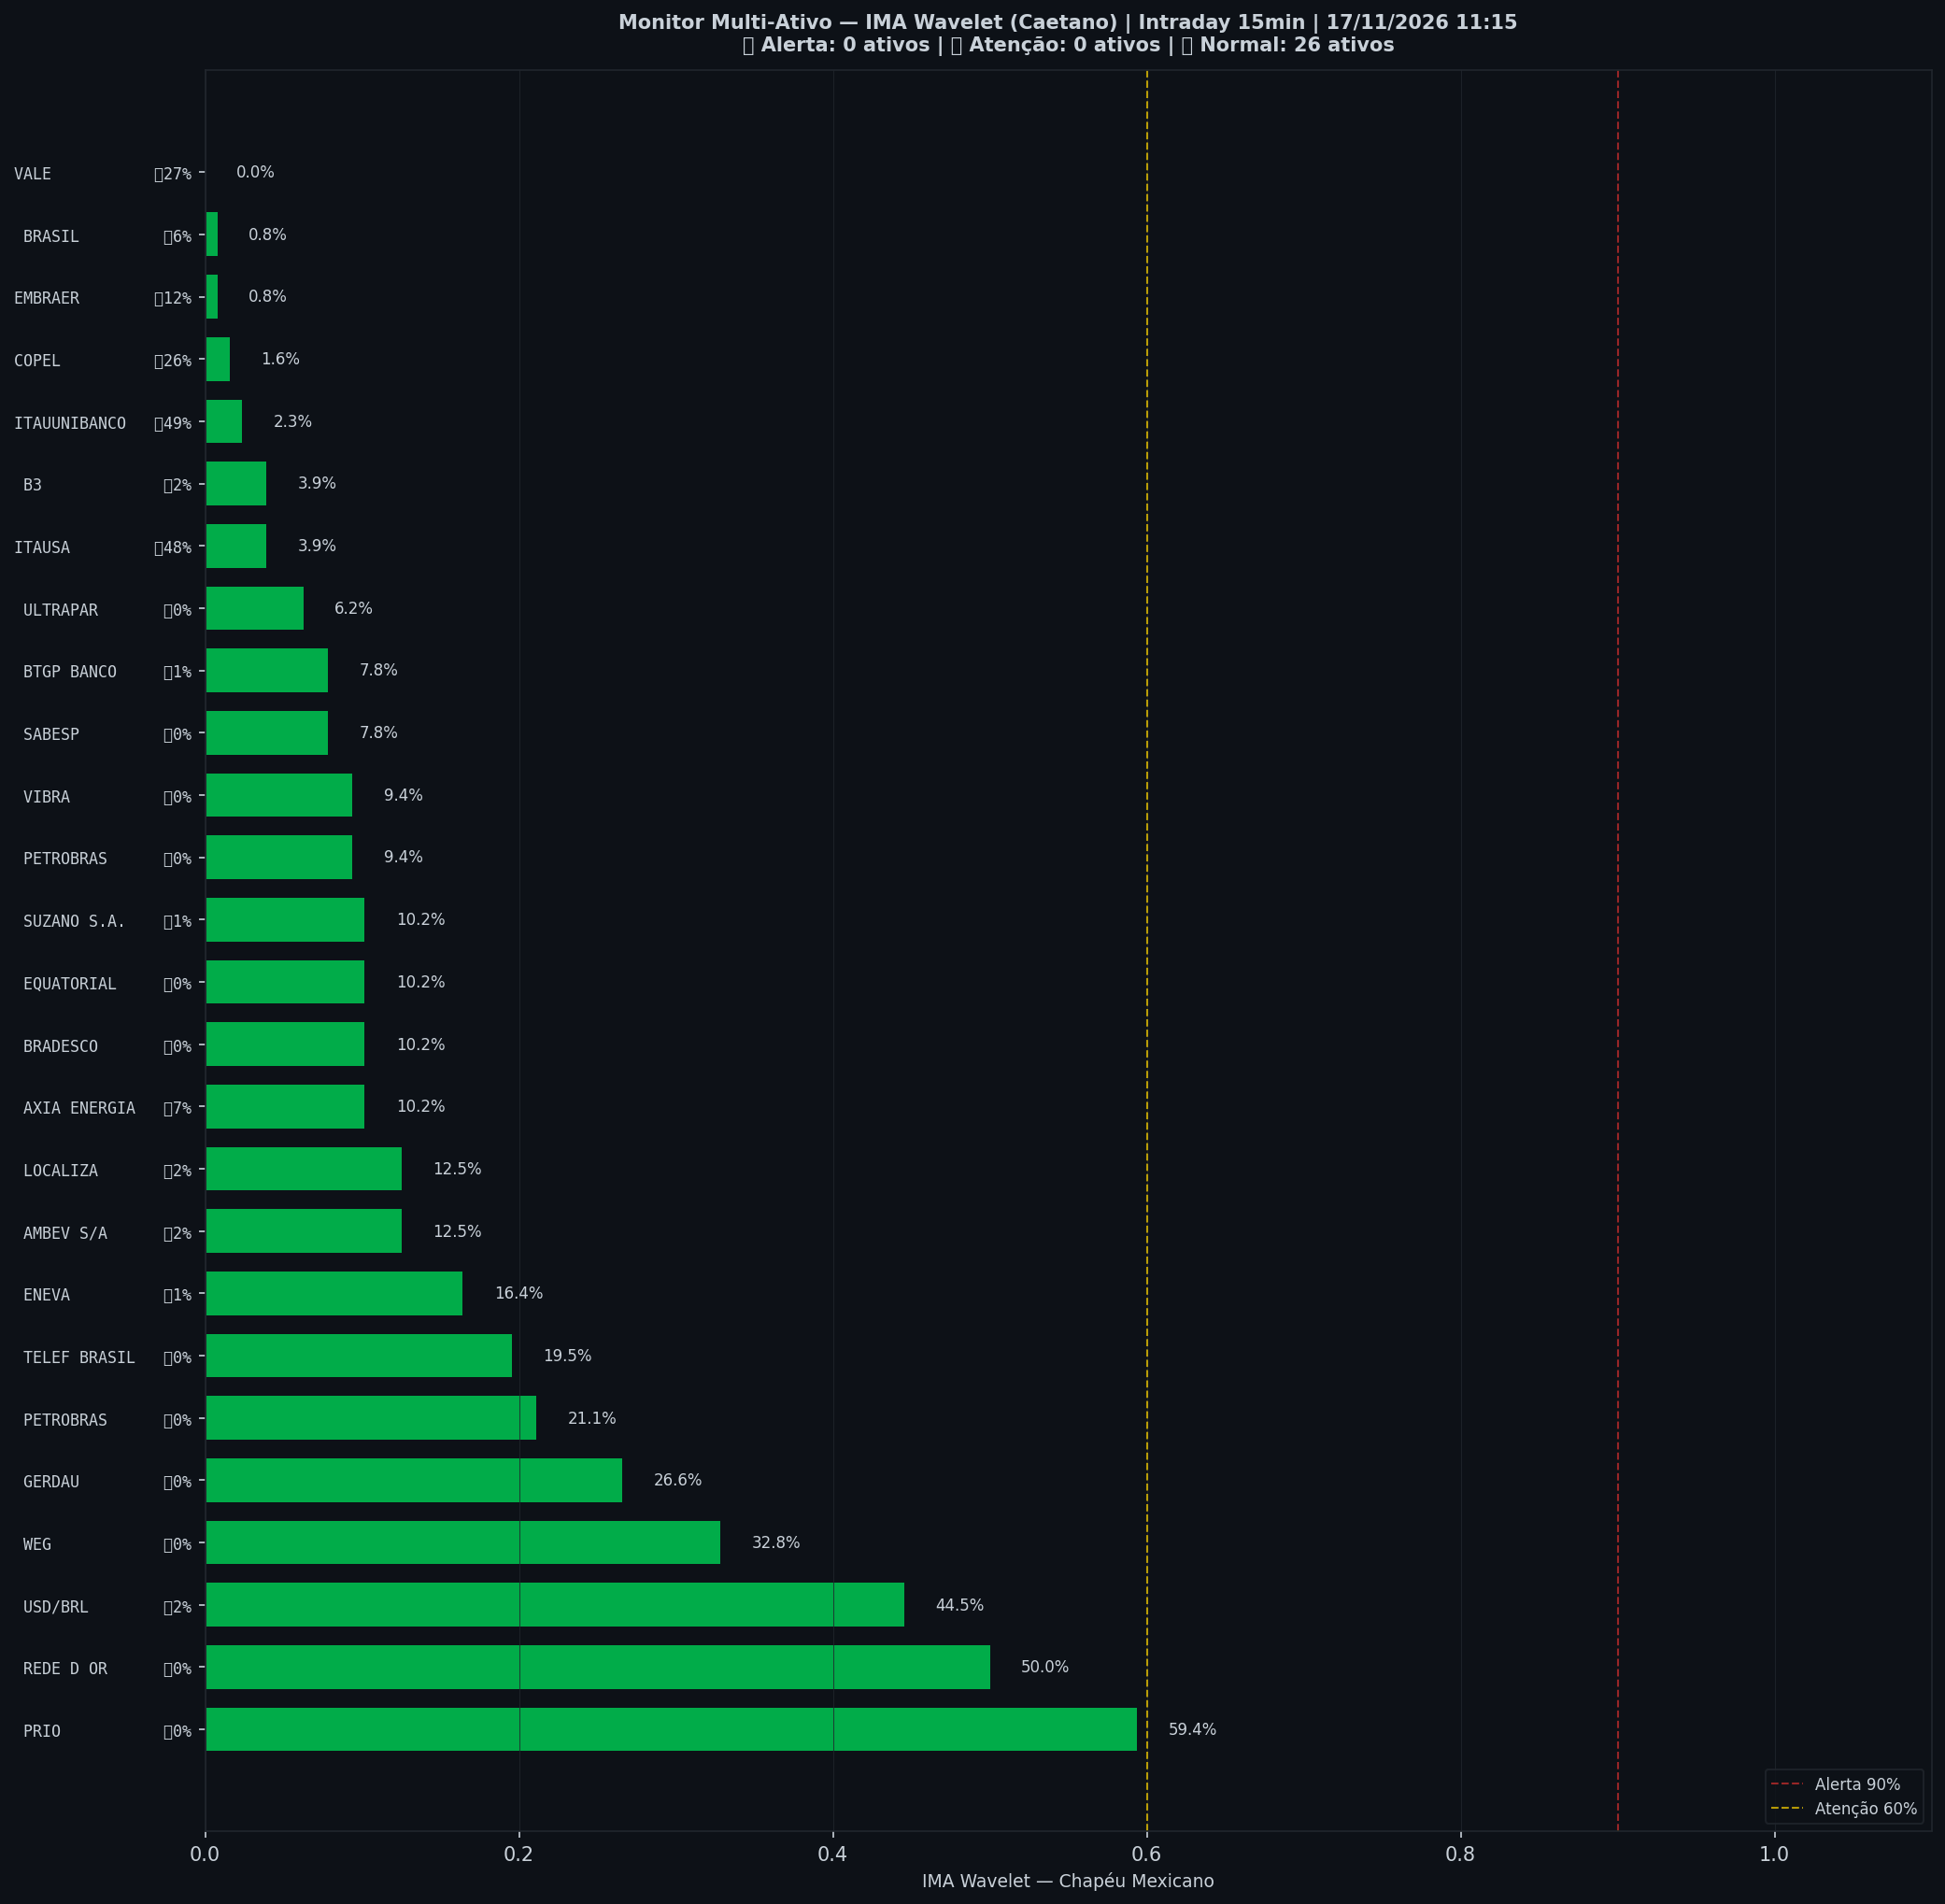 Monitor Multi-Ativo — IMA Wavelet (Caetano) | Intraday 15min | 17/11/2026 11:15
▯ Alerta: 0 ativos | ▯ Atenção: 0 ativos | ▯ Normal: 26 ativos
VALE ▯27% 0.0%
BRASIL ▯6% 0.8%
EMBRAER ▯12% 0.8%
COPEL ▯26% 1.6%
ITAUUNIBANCO ▯49% 2.3%
B3 ▯2% 3.9%
ITAUSA ▯48% 3.9%
ULTRAPAR ▯0% 6.2%
BTGP BANCO ▯1% 7.8%
SABESP ▯0% 7.8%
VIBRA ▯0% 9.4%
PETROBRAS ▯0% 9.4%
SUZANO S.A. ▯1% 10.2%
EQUATORIAL ▯0% 10.2%
BRADESCO ▯0% 10.2%
AXIA ENERGIA ▯7% 10.2%
LOCALIZA ▯2% 12.5%
AMBEV S/A ▯2% 12.5%
ENEVA ▯1% 16.4%
TELEF BRASIL ▯0% 19.5%
PETROBRAS ▯0% 21.1%
GERDAU ▯0% 26.6%
WEG ▯0% 32.8%
USD/BRL ▯2% 44.5%
REDE D OR ▯0% 50.0%
PRIO ▯0% 59.4%
Alerta 90%
Atenção 60%
0.0 0.2 0.4 0.6 0.8 1.0
IMA Wavelet — Chapéu Mexicano